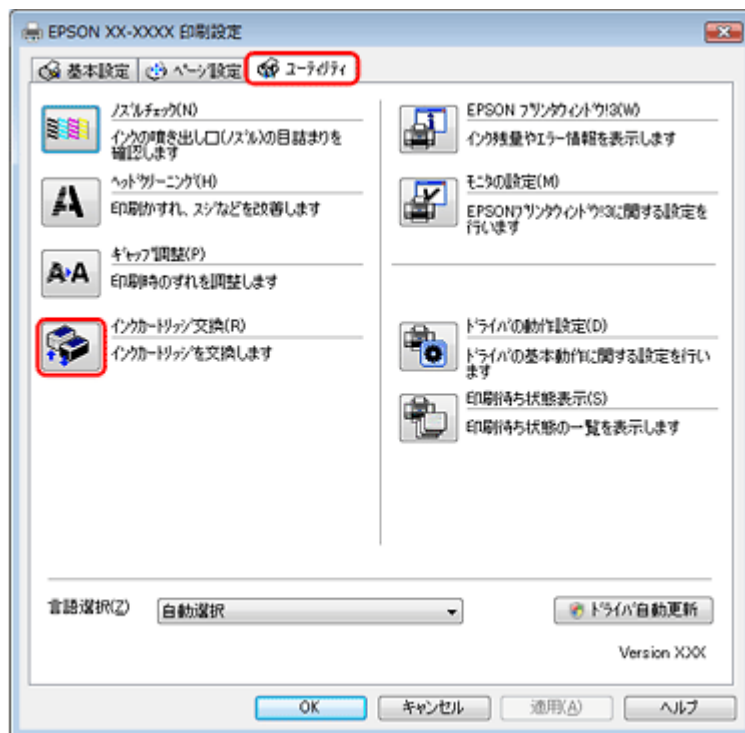 EPSON XX-XXXX 印刷設定
基本設定
ページ設定
ユーティリティ
ノズルチェック(N)
インクの噴き出し口(ノズル)の目詰まりを
確認します
ヘッドクリーニング(H)
印刷かすれ、スジなどを改善します
ギャップ調整(P)
印刷時のずれを調整します
インクカートリッジ交換(R)
インクカートリッジを交換します
EPSON プリンタウィンドウ!3(W)
インク残量やエラー情報を表示します
モニタの設定(M)
EPSONプリンタウィンドウ!3に関する設定を
行います
ドライバの動作設定(D)
ドライバの基本動作に関する設定を行い
ます
印刷待ち状態表示(S)
印刷待ち状態の一覧を表示します
言語選択(Z)
自動選択
ドライバ自動更新
Version XXX
OK
キャンセル
適用(A)
ヘルプ